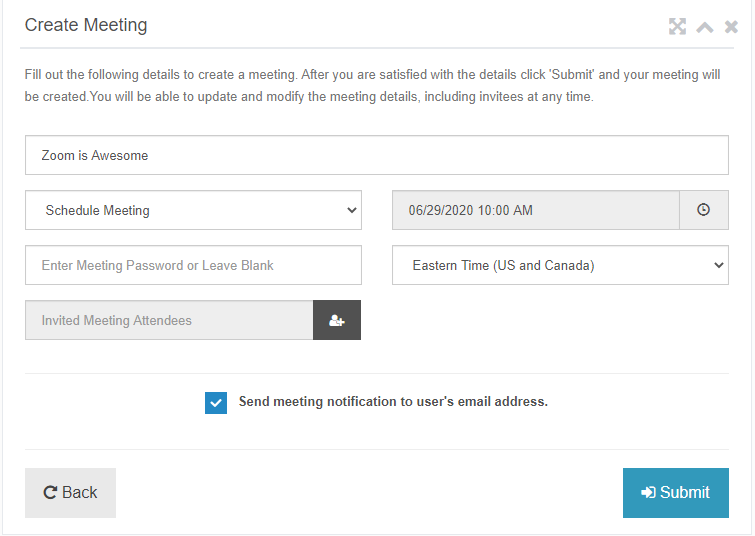 Create Meeting
Fill out the following details to create a meeting. After you are satisfied with the details click 'Submit' and your meeting will
be created.You will be able to update and modify the meeting details, including invitees at any time.
Zoom is Awesome
Schedule Meeting
06/29/2020 10:00 AM
Enter Meeting Password or Leave Blank
Eastern Time (US and Canada)
Invited Meeting Attendees
Send meeting notification to user's email address.
Back
Submit